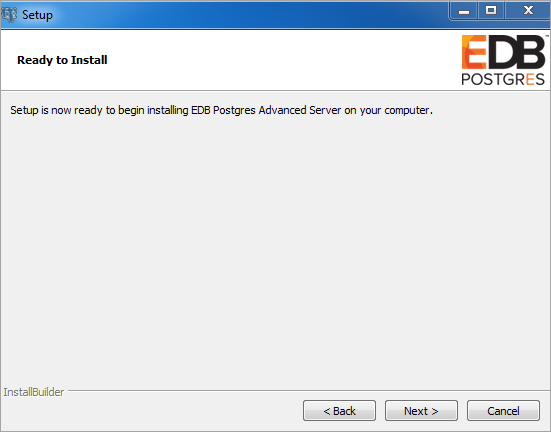 Setup
Ready to Install
EDB
POSTGRES
Setup is now ready to begin installing EDB Postgres Advanced Server on your computer.
InstallBuilder
< Back
Next >
Cancel